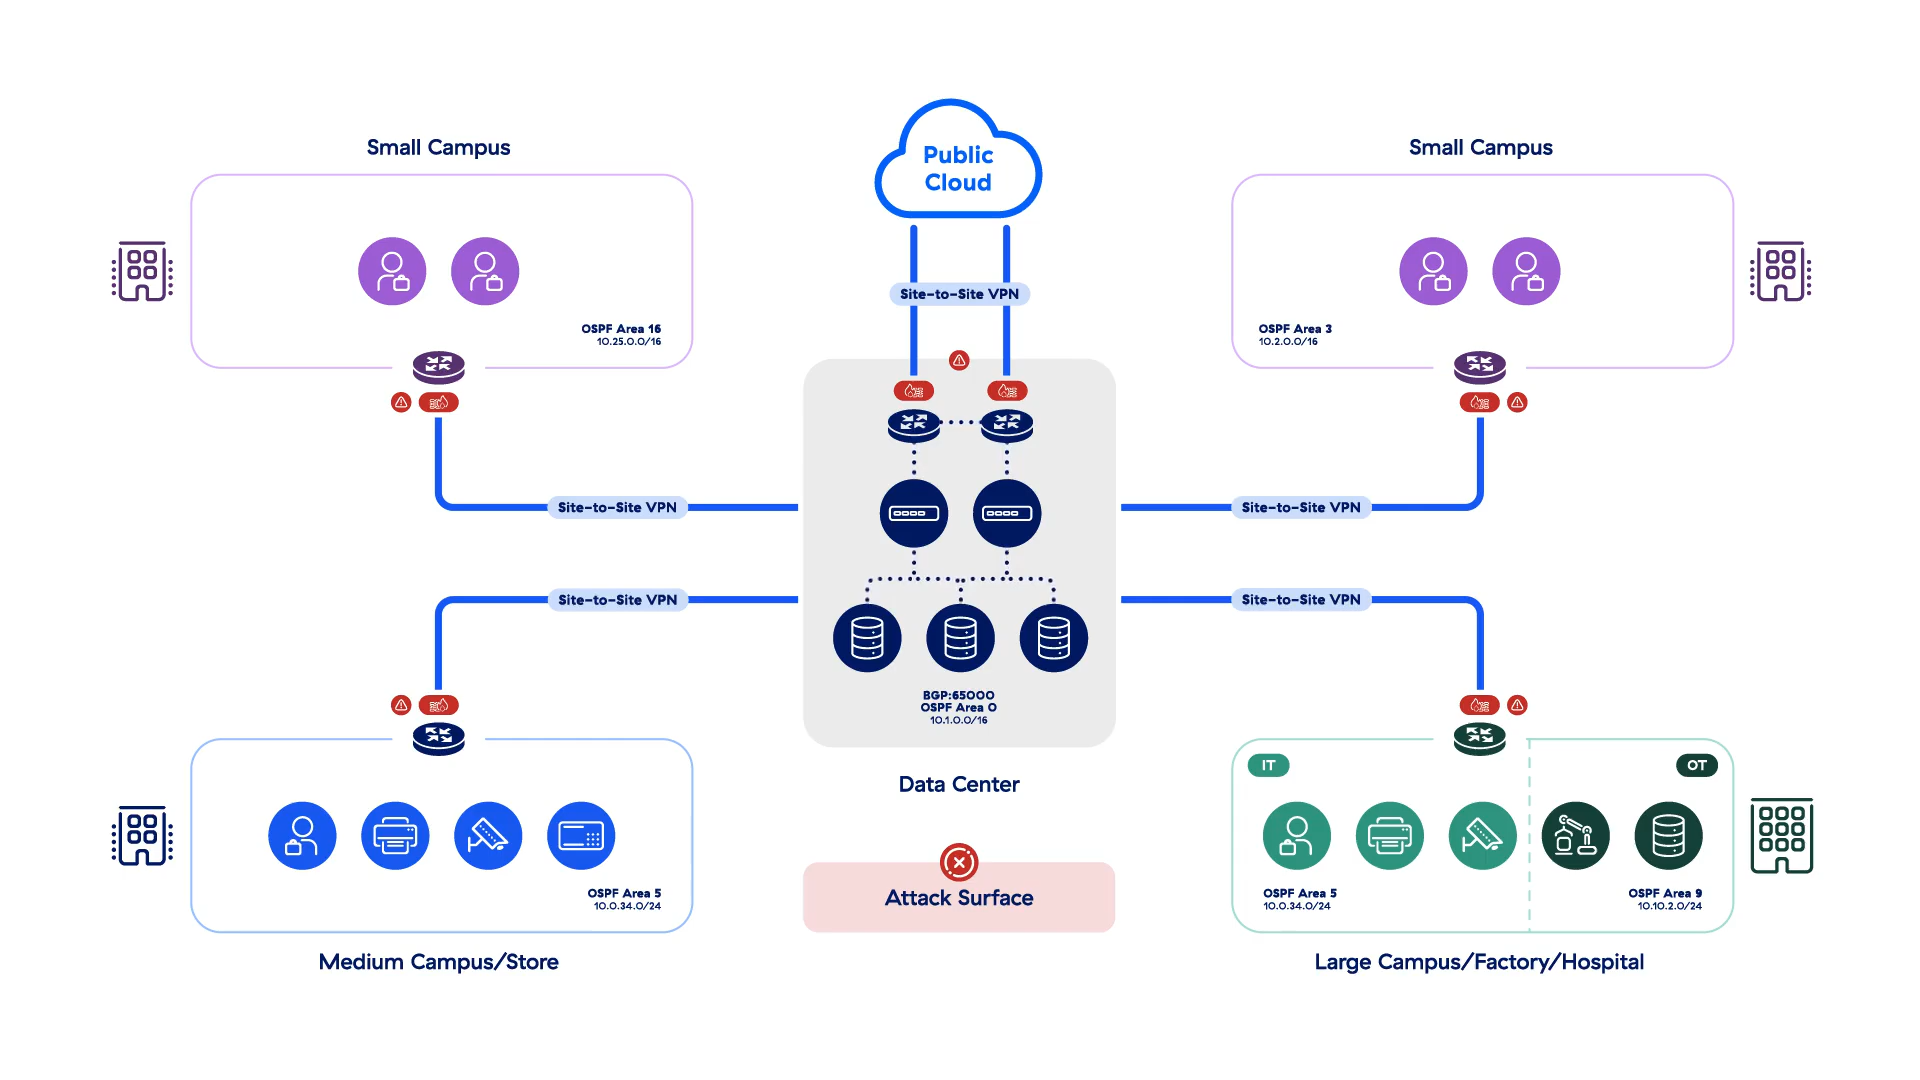 Small Campus
Public
Cloud
Small Campus
Site-to-Site VPN
OSPF Area 16
10.25.0.0/16
OSPF Area 3
10.2.0.0/16
Site-to-Site VPN
Site-to-Site VPN
Site-to-Site VPN
Site-to-Site VPN
BGP:65000
OSPF Area 0
10.1.0.0/16
Data Center
IT
OT
OSPF Area 5
10.0.34.0/24
Attack Surface
OSPF Area 5
10.0.34.0/24
OSPF Area 9
10.10.2.0/24
Medium Campus/Store
Large Campus/Factory/Hospital